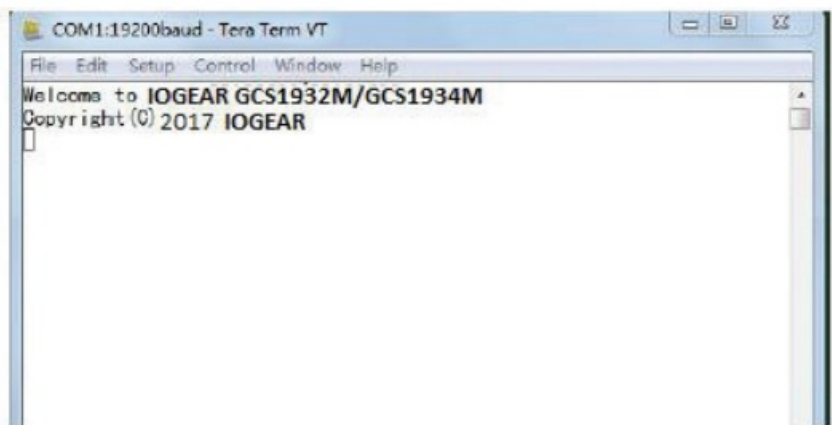 COM1:19200baud - Tera Term VT
File Edit Setup Control Window Help
Welcome to IOGEAR GCS1932M/GCS1934M
Copyright(C) 2017 IOGEAR